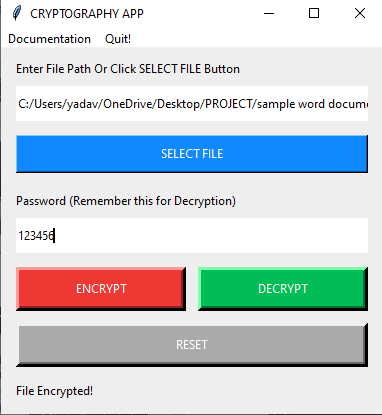 CRYPTOGRAPHY APP
Documentation Quit!
Enter File Path Or Click SELECT FILE Button
C:/Users/yadav/OneDrive/Desktop/PROJECT/sample word docume
SELECT FILE
Password (Remember this for Decryption)
123456
ENCRYPT DECRYPT
RESET
File Encrypted!